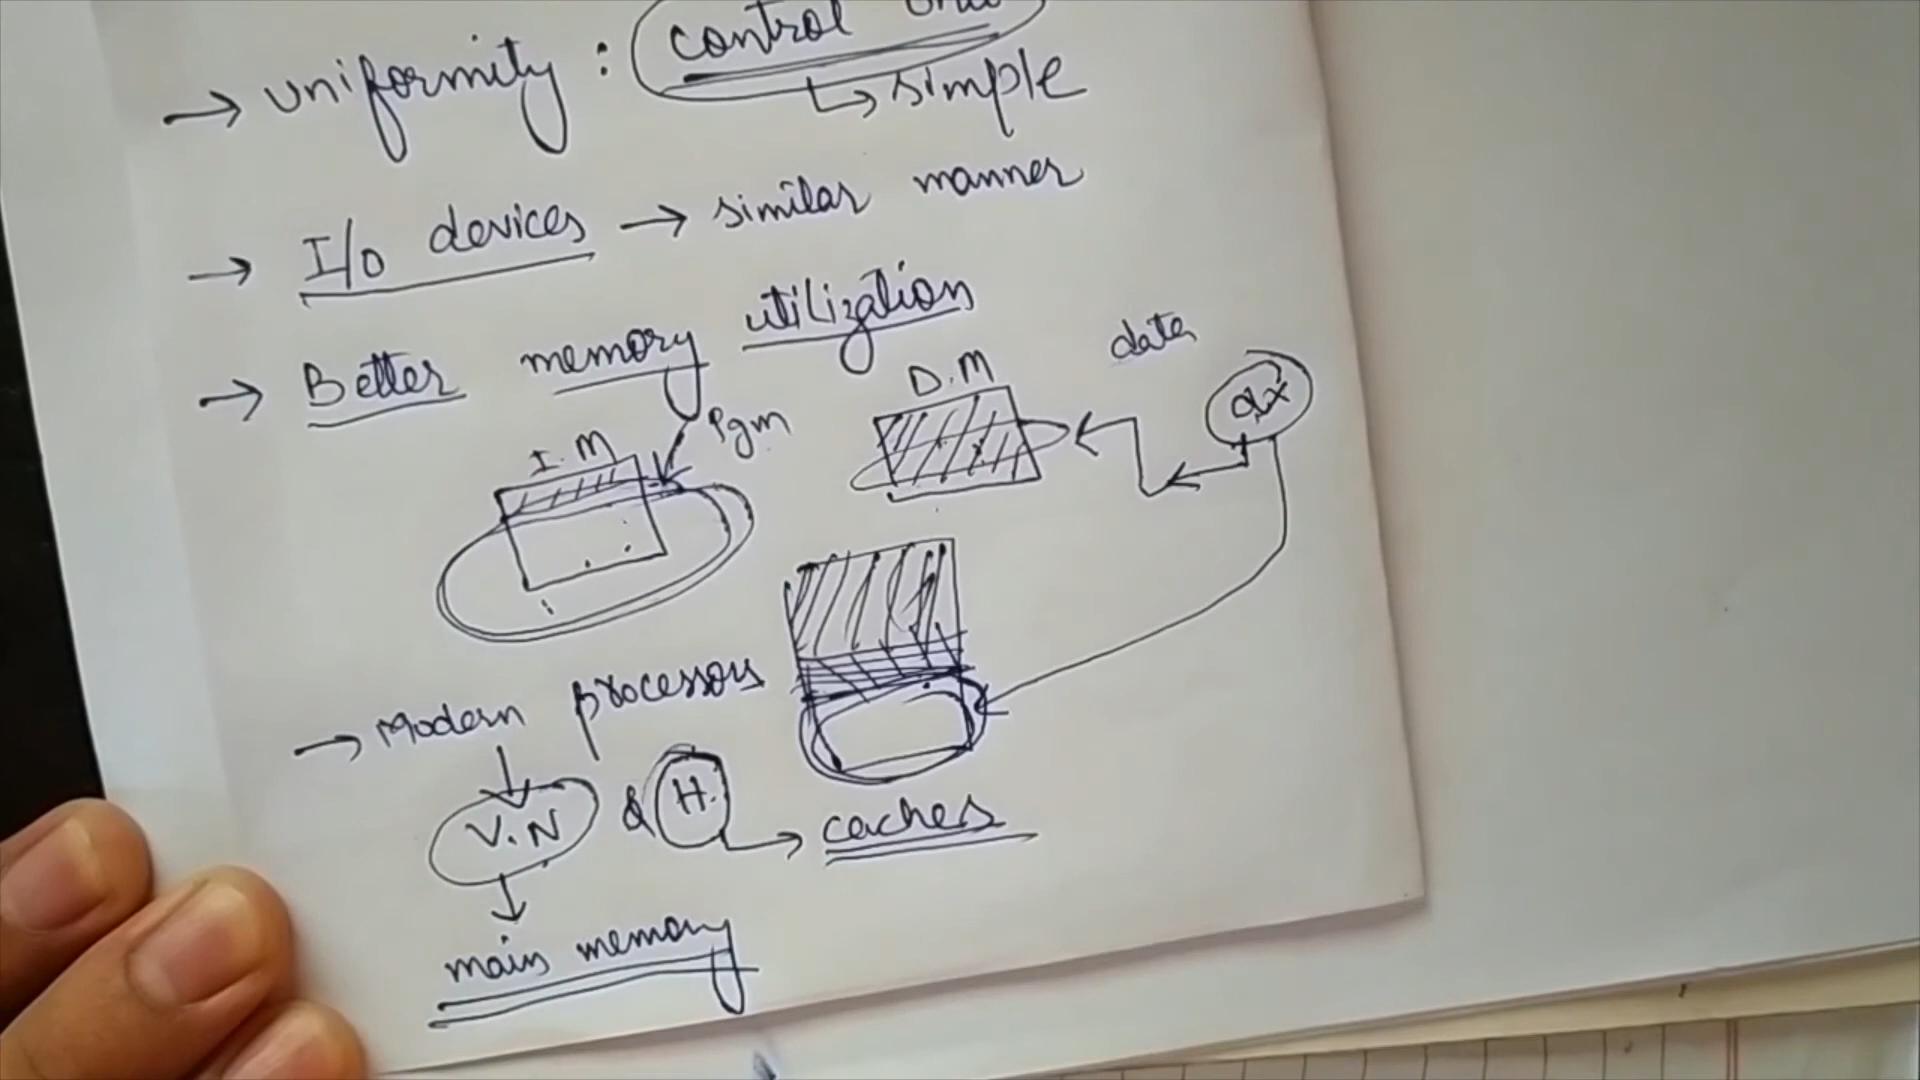 → uniformity : control unit
↳ simple
→ I/O devices → similar manner
→ Better memory utilization
data
D.M
I.M
Pgm
→ Modern processors
V.N & H. → caches
main memory